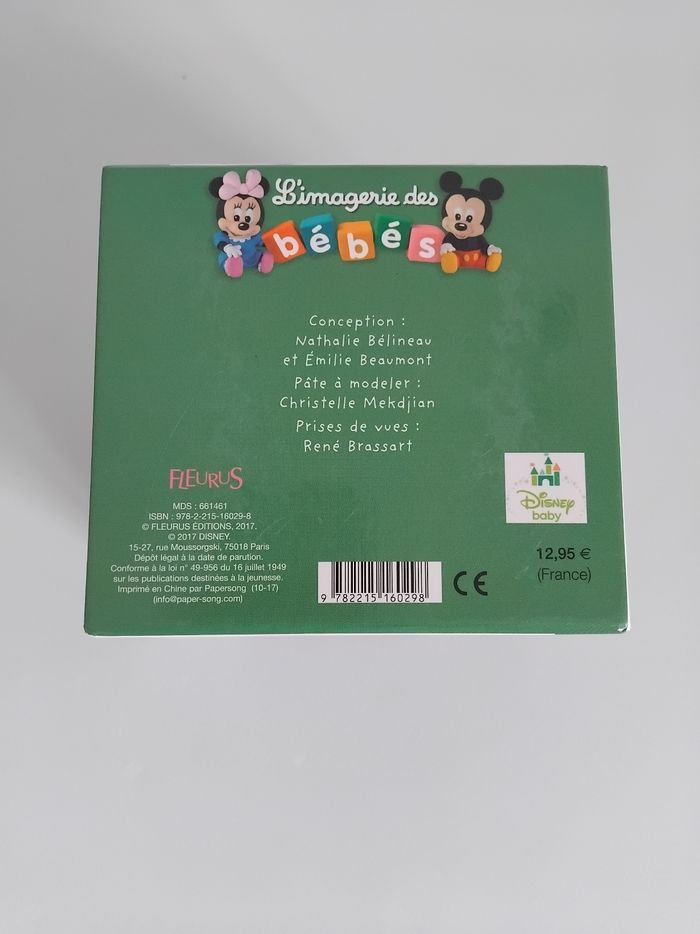 L'imagerie des
bébés
Conception :
Nathalie Bélineau
et Émilie Beaumont
Pâte à modeler :
Christelle Mekdjian
Prises de vues :
René Brassart
FLEURUS
MDS : 661461
ISBN : 978-2-215-16029-8
© FLEURUS ÉDITIONS, 2017.
© 2017 DISNEY.
15-27, rue Moussorgski, 75018 Paris
Dépôt légal à la date de parution.
Conforme à la loi n° 49-956 du 16 juillet 1949
sur les publications destinées à la jeunesse.
Imprimé en Chine par Papersong (10-17)
(info@paper-song.com)
9 782215 160298
CE
Disney
baby
12,95 €
(France)